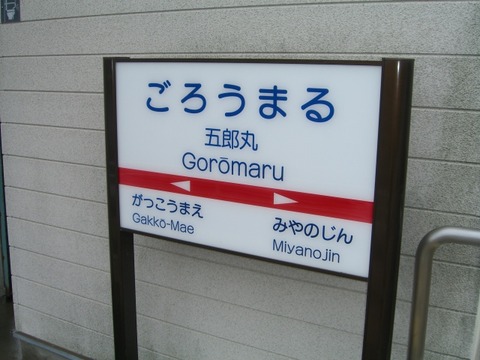 ごろうまる
五郎丸
Gorōmaru
がっこうまえ
Gakkō-Mae
みやのじん
Miyanojin